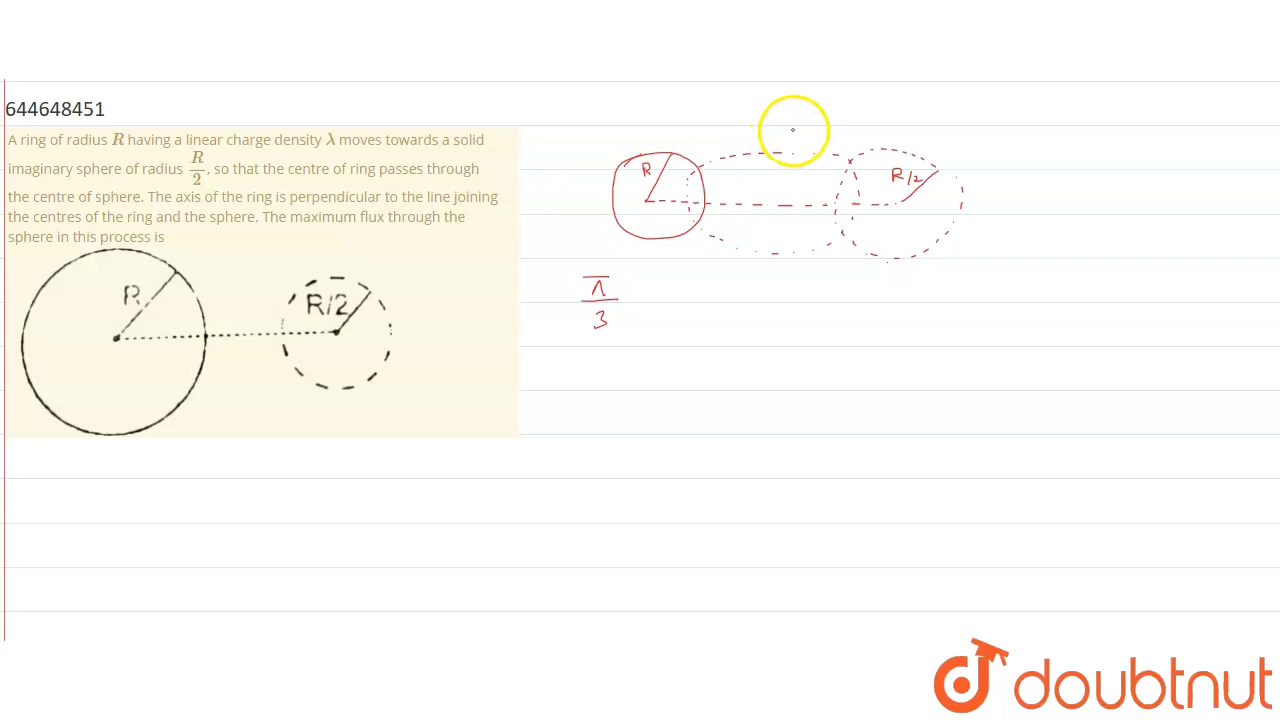 644648451
A ring of radius R having a linear charge density λ moves towards a solid
imaginary sphere of radius R/2, so that the centre of ring passes through
the centre of sphere. The axis of the ring is perpendicular to the line joining
the centres of the ring and the sphere. The maximum flux through the
sphere in this process is
R
R/2
R
R/2
3
doubtnut